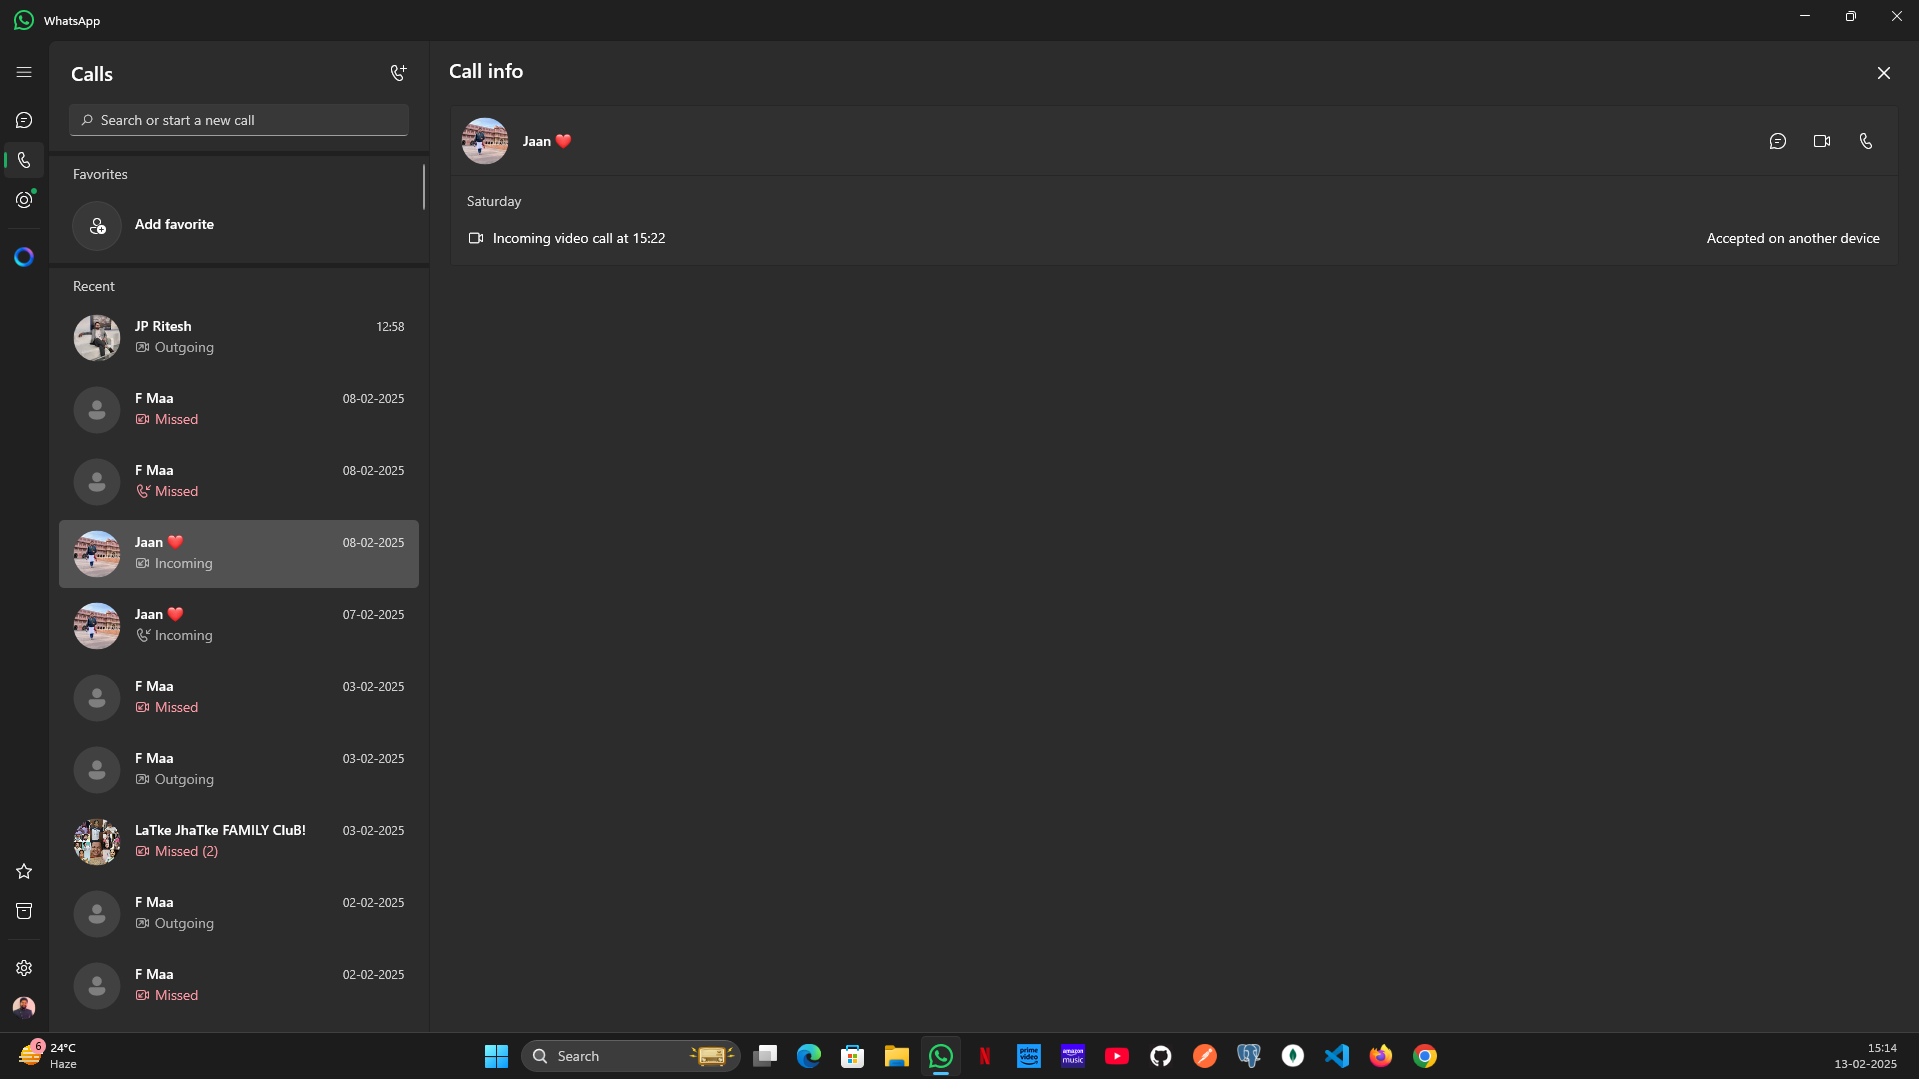 WhatsApp
Calls
Search or start a new call
Favorites
Add favorite
Recent
JP Ritesh 12:58
Outgoing
F Maa 08-02-2025
Missed
F Maa 08-02-2025
Missed
Jaan ❤️ 08-02-2025
Incoming
Jaan ❤️ 07-02-2025
Incoming
F Maa 03-02-2025
Missed
F Maa 03-02-2025
Outgoing
LaTke JhaTke FAMILY CluB! 03-02-2025
Missed (2)
F Maa 02-02-2025
Outgoing
F Maa 02-02-2025
Missed
Call info
Jaan ❤️
Saturday
Incoming video call at 15:22 Accepted on another device
6
24°C
Haze
Search
N
prime video
amazon music
15:14
13-02-2025